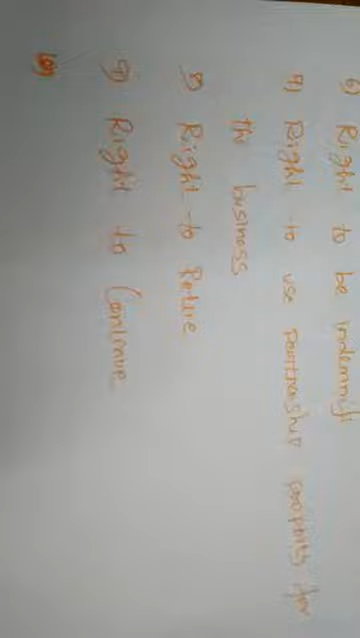 6) Right to be indemnify
7) Right to use partnership property for
the business
8) Right to Retire
9) Right to Continue